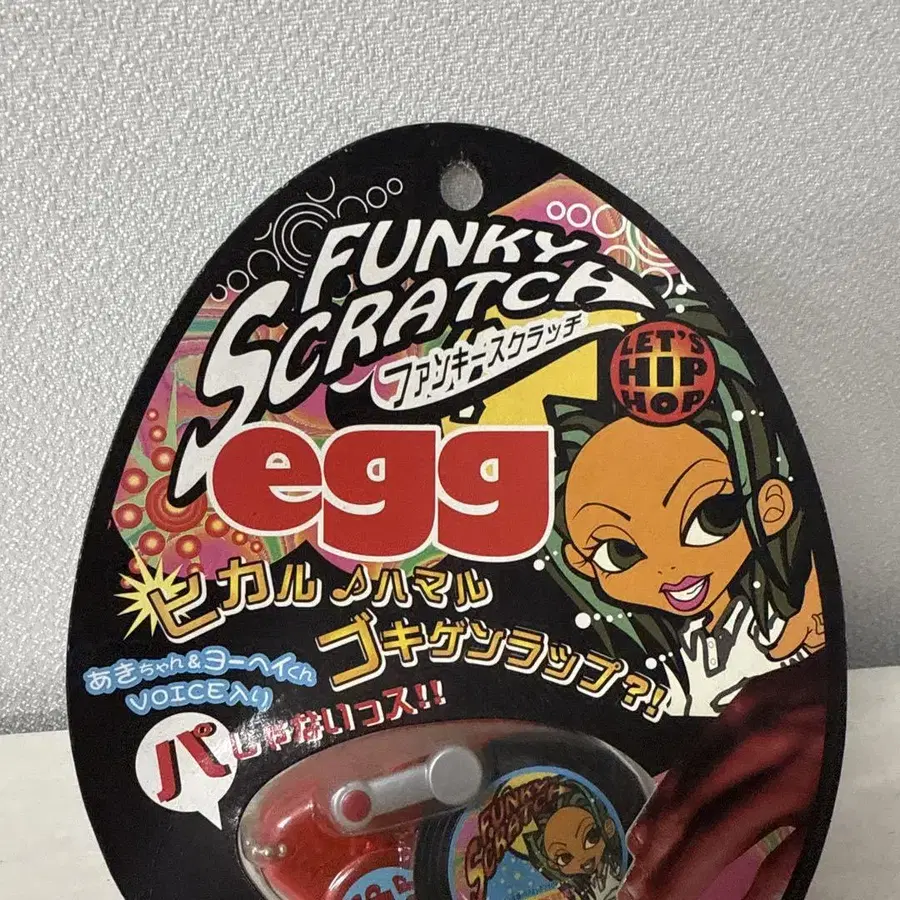 FUNKY
SCRATCH
ファンキースクラッチ
LET'S
HIP
HOP
egg
ヒカル♪ハマル
ゴキゲンラップ?!
あきちゃん&ヨーヘイくん
VOICE入り
パじゃないっス!!
FUNKY
SCRATCH